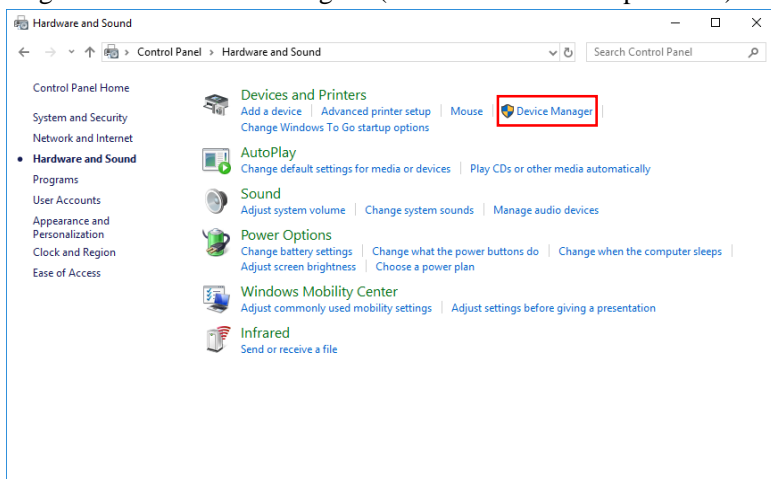 Hardware and Sound
Control Panel > Hardware and Sound
Search Control Panel
Control Panel Home
System and Security
Network and Internet
Hardware and Sound
Programs
User Accounts
Appearance and
Personalization
Clock and Region
Ease of Access
Devices and Printers
Add a device | Advanced printer setup | Mouse | Device Manager |
Change Windows To Go startup options
AutoPlay
Change default settings for media or devices | Play CDs or other media automatically
Sound
Adjust system volume | Change system sounds | Manage audio devices
Power Options
Change battery settings | Change what the power buttons do | Change when the computer sleeps |
Adjust screen brightness | Choose a power plan
Windows Mobility Center
Adjust commonly used mobility settings | Adjust settings before giving a presentation
Infrared
Send or receive a file